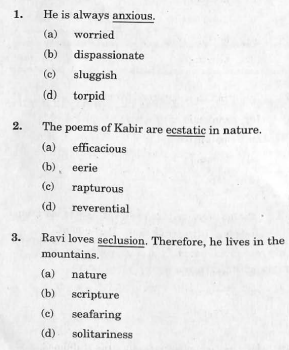 1. He is always anxious.
(a) worried
(b) dispassionate
(c) sluggish
(d) torpid
2. The poems of Kabir are ecstatic in nature.
(a) efficacious
(b) eerie
(c) rapturous
(d) reverential
3. Ravi loves seclusion. Therefore, he lives in the
mountains.
(a) nature
(b) scripture
(c) seafaring
(d) solitariness